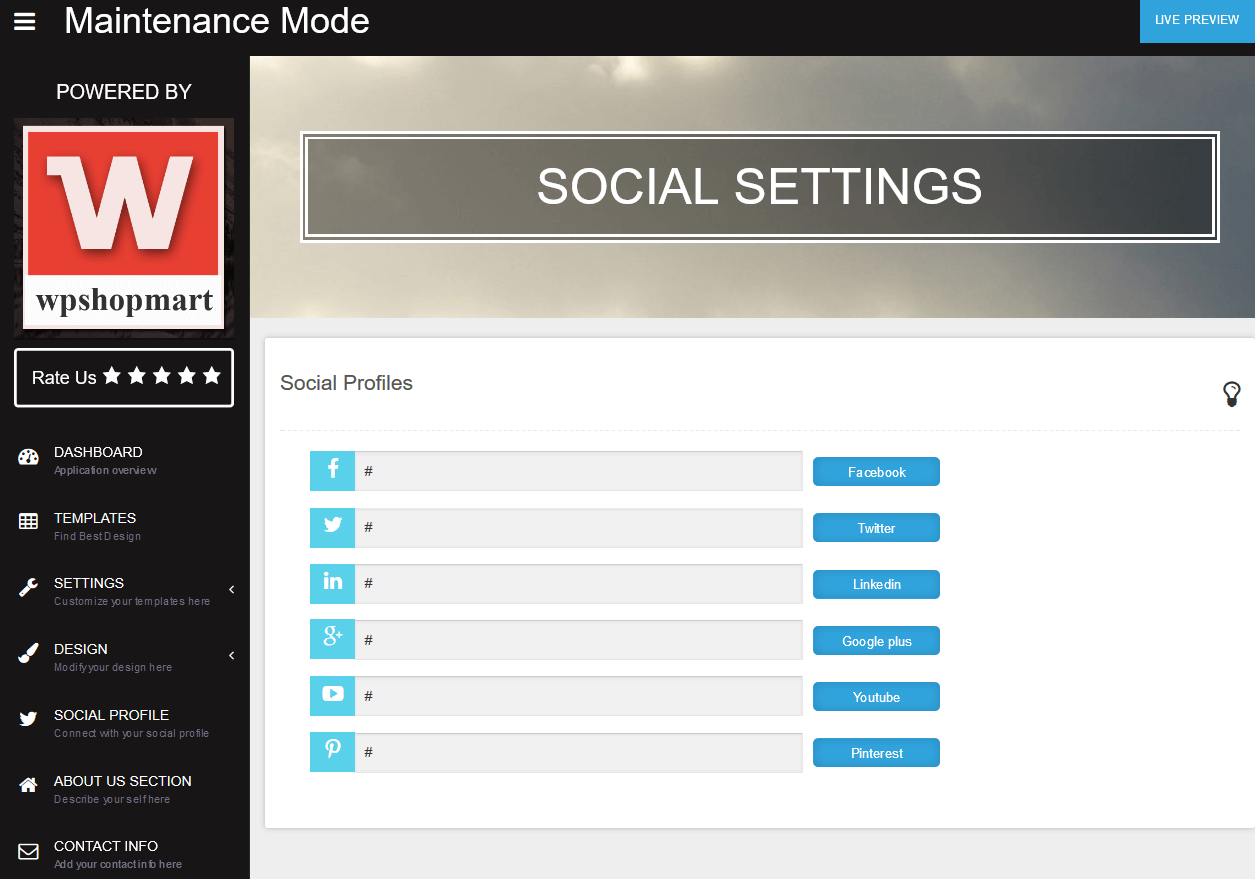 Maintenance Mode
LIVE PREVIEW
POWERED BY
W
wpshopmart
Rate Us
DASHBOARD
Application overview
TEMPLATES
Find Best Design
SETTINGS
Customize your templates here
DESIGN
Modify your design here
SOCIAL PROFILE
Connect with your social profile
ABOUT US SECTION
Describe your self here
CONTACT INFO
Add your contact info here
SOCIAL SETTINGS
Social Profiles
# Facebook
# Twitter
# Linkedin
# Google plus
# Youtube
# Pinterest